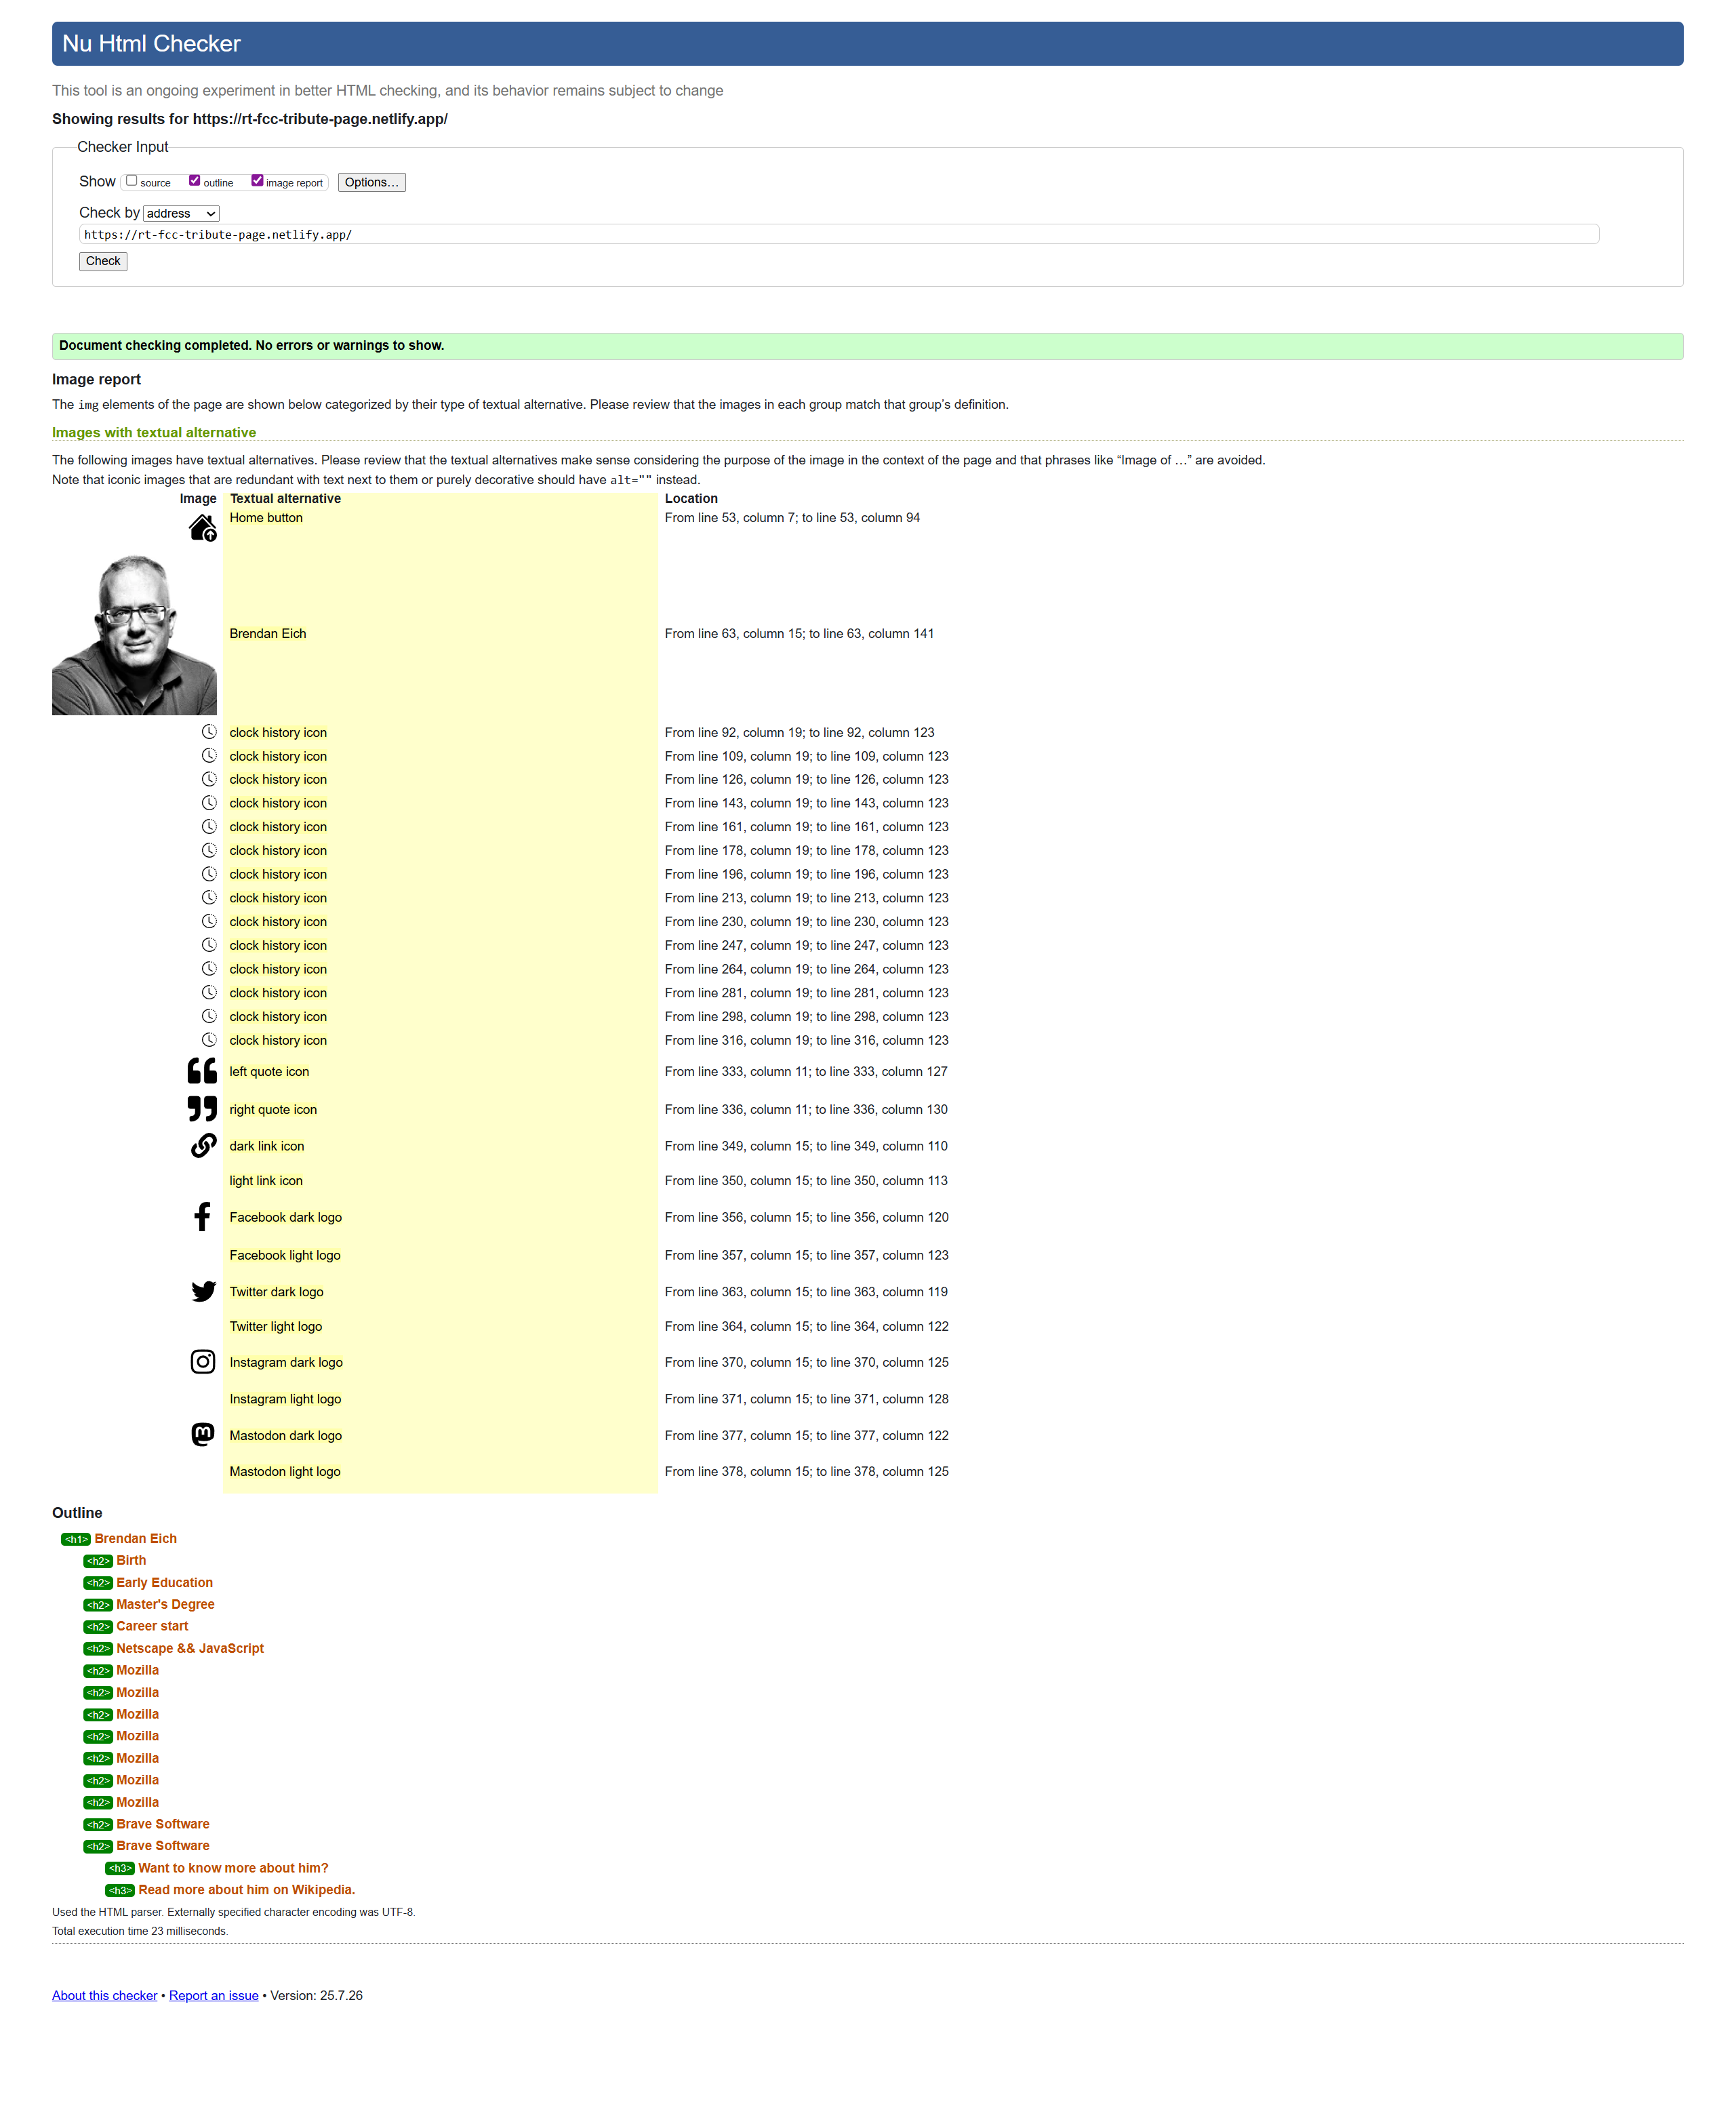 Nu Html Checker
This tool is an ongoing experiment in better HTML checking, and its behavior remains subject to change
Showing results for https://rt-fcc-tribute-page.netlify.app/
Checker Input
Show source outline image report Options…
Check by address
https://rt-fcc-tribute-page.netlify.app/
Check
Document checking completed. No errors or warnings to show.
Image report
The img elements of the page are shown below categorized by their type of textual alternative. Please review that the images in each group match that group’s definition.
Images with textual alternative
The following images have textual alternatives. Please review that the textual alternatives make sense considering the purpose of the image in the context of the page and that phrases like “Image of …” are avoided.
Note that iconic images that are redundant with text next to them or purely decorative should have alt="" instead.
Image Textual alternative Location
Home button From line 53, column 7; to line 53, column 94
Brendan Eich From line 63, column 15; to line 63, column 141
clock history icon From line 92, column 19; to line 92, column 123
clock history icon From line 109, column 19; to line 109, column 123
clock history icon From line 126, column 19; to line 126, column 123
clock history icon From line 143, column 19; to line 143, column 123
clock history icon From line 161, column 19; to line 161, column 123
clock history icon From line 178, column 19; to line 178, column 123
clock history icon From line 196, column 19; to line 196, column 123
clock history icon From line 213, column 19; to line 213, column 123
clock history icon From line 230, column 19; to line 230, column 123
clock history icon From line 247, column 19; to line 247, column 123
clock history icon From line 264, column 19; to line 264, column 123
clock history icon From line 281, column 19; to line 281, column 123
clock history icon From line 298, column 19; to line 298, column 123
clock history icon From line 316, column 19; to line 316, column 123
left quote icon From line 333, column 11; to line 333, column 127
right quote icon From line 336, column 11; to line 336, column 130
dark link icon From line 349, column 15; to line 349, column 110
light link icon From line 350, column 15; to line 350, column 113
Facebook dark logo From line 356, column 15; to line 356, column 120
Facebook light logo From line 357, column 15; to line 357, column 123
Twitter dark logo From line 363, column 15; to line 363, column 119
Twitter light logo From line 364, column 15; to line 364, column 122
Instagram dark logo From line 370, column 15; to line 370, column 125
Instagram light logo From line 371, column 15; to line 371, column 128
Mastodon dark logo From line 377, column 15; to line 377, column 122
Mastodon light logo From line 378, column 15; to line 378, column 125
Outline
<h1> Brendan Eich
<h2> Birth
<h2> Early Education
<h2> Master's Degree
<h2> Career start
<h2> Netscape && JavaScript
<h2> Mozilla
<h2> Mozilla
<h2> Mozilla
<h2> Mozilla
<h2> Mozilla
<h2> Mozilla
<h2> Mozilla
<h2> Brave Software
<h2> Brave Software
<h3> Want to know more about him?
<h3> Read more about him on Wikipedia.
Used the HTML parser. Externally specified character encoding was UTF-8.
Total execution time 23 milliseconds.
About this checker • Report an issue • Version: 25.7.26